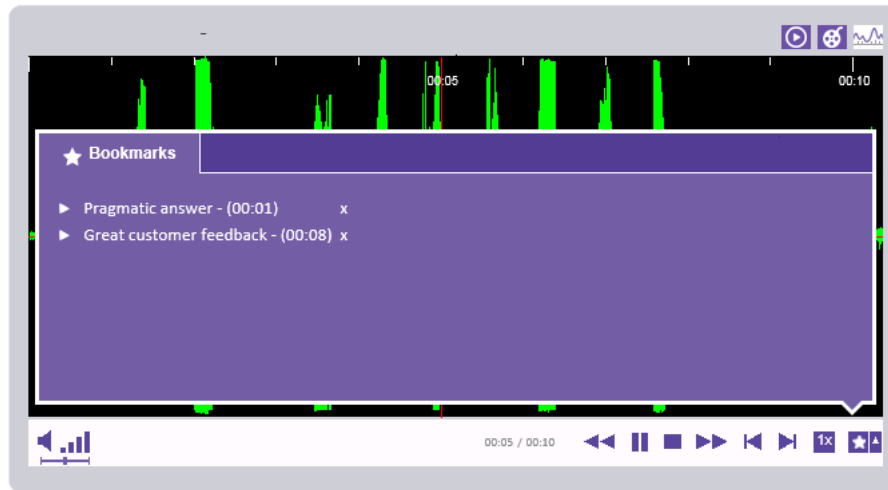 00:05
00:10
Bookmarks
Pragmatic answer - (00:01) x
Great customer feedback - (00:08) x
00:05 / 00:10
1x